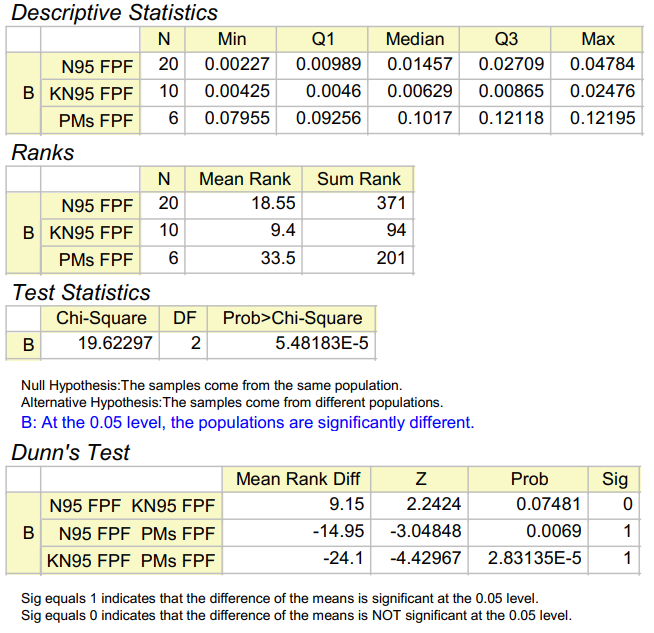 Descriptive Statistics
N Min Q1 Median Q3 Max
N95 FPF 20 0.00227 0.00989 0.01457 0.02709 0.04784
B KN95 FPF 10 0.00425 0.0046 0.00629 0.00865 0.02476
PMs FPF 6 0.07955 0.09256 0.1017 0.12118 0.12195
Ranks
N Mean Rank Sum Rank
N95 FPF 20 18.55 371
B KN95 FPF 10 9.4 94
PMs FPF 6 33.5 201
Test Statistics
Chi-Square DF Prob>Chi-Square
B 19.62297 2 5.48183E-5
Null Hypothesis:The samples come from the same population.
Alternative Hypothesis:The samples come from different populations.
B: At the 0.05 level, the populations are significantly different.
Dunn's Test
Mean Rank Diff Z Prob Sig
N95 FPF KN95 FPF 9.15 2.2424 0.07481 0
B N95 FPF PMs FPF -14.95 -3.04848 0.0069 1
KN95 FPF PMs FPF -24.1 -4.42967 2.83135E-5 1
Sig equals 1 indicates that the difference of the means is significant at the 0.05 level.
Sig equals 0 indicates that the difference of the means is NOT significant at the 0.05 level.